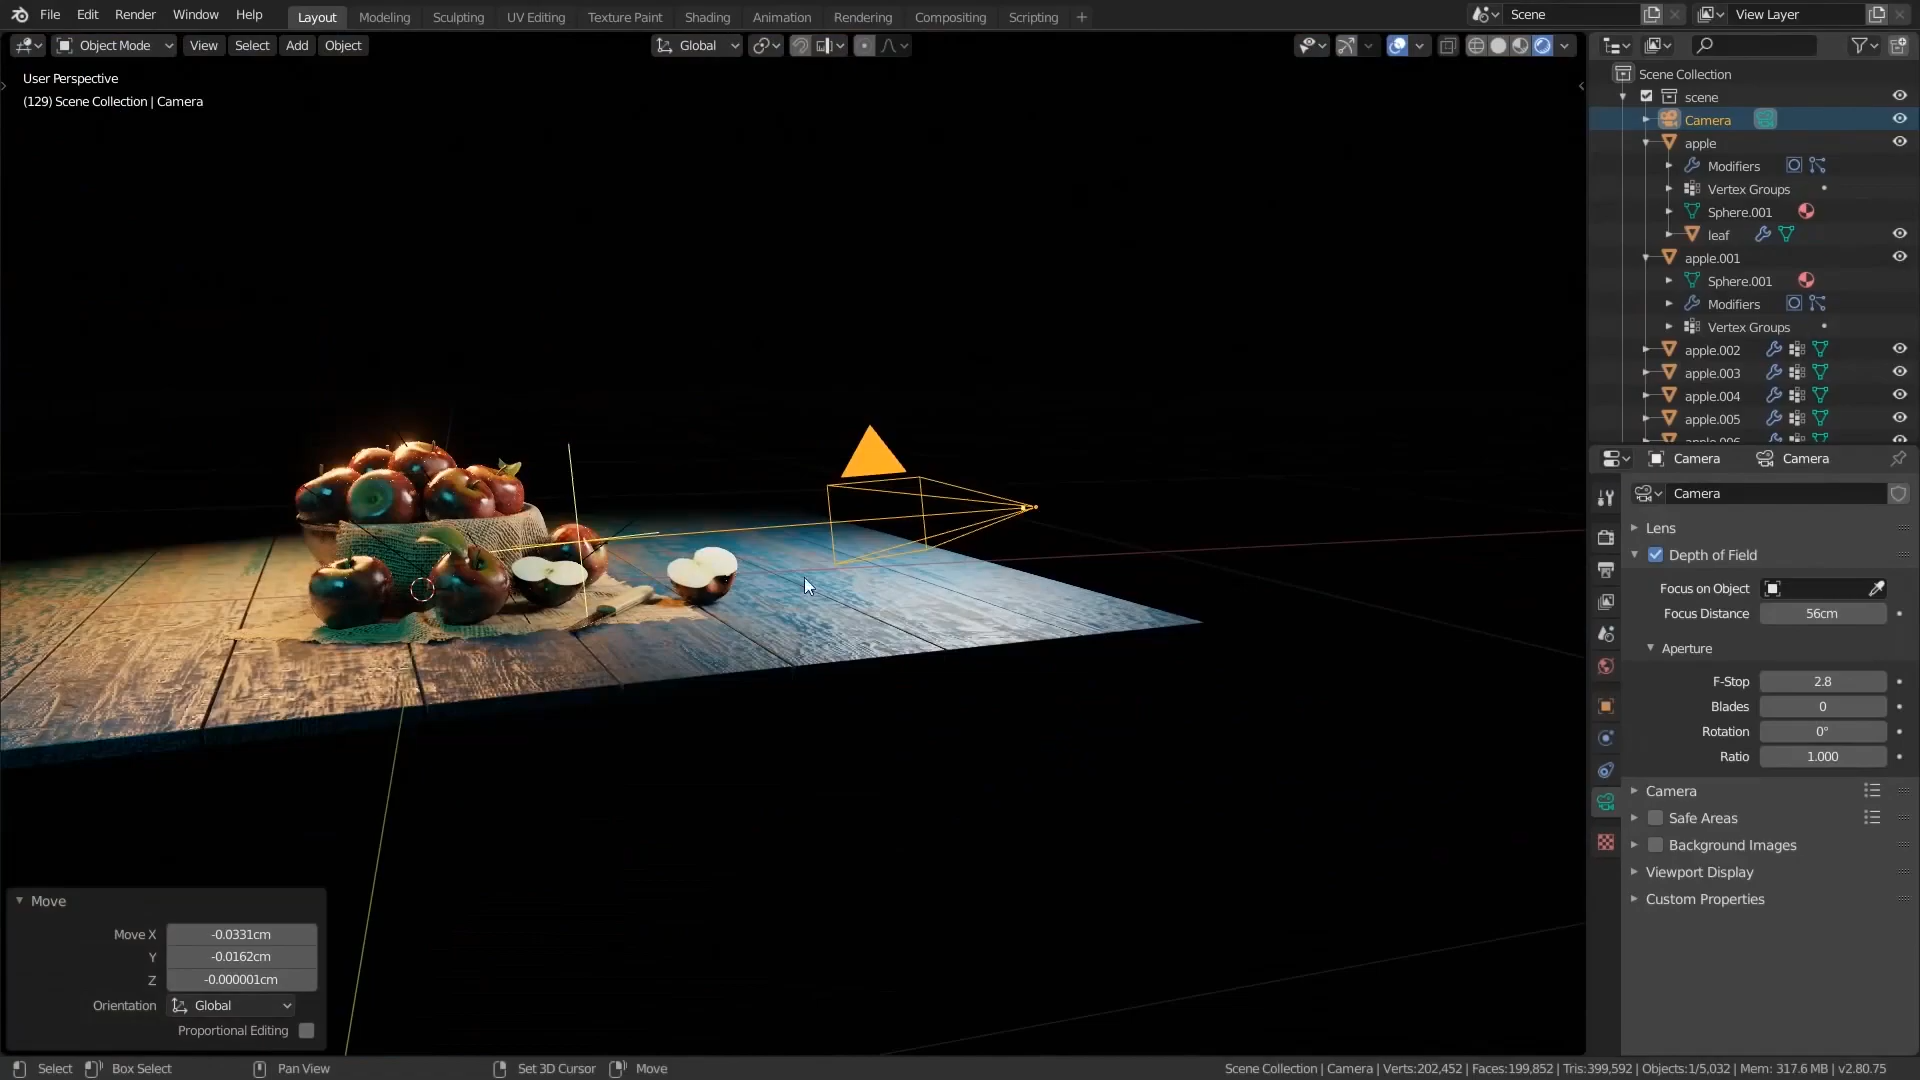 File Edit Render Window Help Layout Modeling Sculpting UV Editing Texture Paint Shading Animation Rendering Compositing Scripting + Scene View Layer
Object Mode View Select Add Object Global
User Perspective
(129) Scene Collection | Camera
Scene Collection
scene
Camera
apple
Modifiers
Vertex Groups
Sphere.001
leaf
apple.001
Sphere.001
Modifiers
Vertex Groups
apple.002
apple.003
apple.004
apple.005
Camera Camera
Camera
Lens
Depth of Field
Focus on Object
Focus Distance 56cm
Aperture
F-Stop 2.8
Blades 0
Rotation 0°
Ratio 1.000
Camera
Safe Areas
Background Images
Viewport Display
Custom Properties
Move
Move X -0.0331cm
Y -0.0162cm
Z -0.000001cm
Orientation Global
Proportional Editing
Select Box Select Pan View Set 3D Cursor Move Scene Collection | Camera | Verts:202,452 | Faces:199,852 | Tris:399,592 | Objects:1/5,032 | Mem: 317.6 MB | v2.80.75